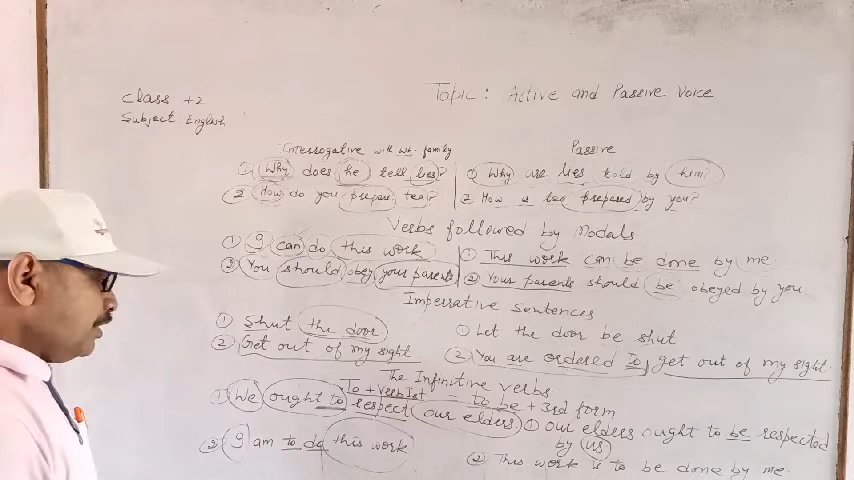 Class +2
Subject English
Topic: Active and Passive Voice
Interrogative with wh. family
Passive
① Why does he tell lies?
① Why are lies told by him?
② How do you prepare tea?
2 How is tea prepared by you?
Verbs followed by Modals
① I can do this work
① This work can be done by me
② You should obey your parents
② Your parents should be obeyed by you
Imperative Sentences
① Shut the door
① Let the door be shut
② Get out of my sight
② You are ordered to get out of my sight.
The Infinitive verbs
To + Verb Ist = to be + 3rd form
① We ought to respect our elders
① our elders ought to be respected by us
② I am to do this work
② This work is to be done by me.